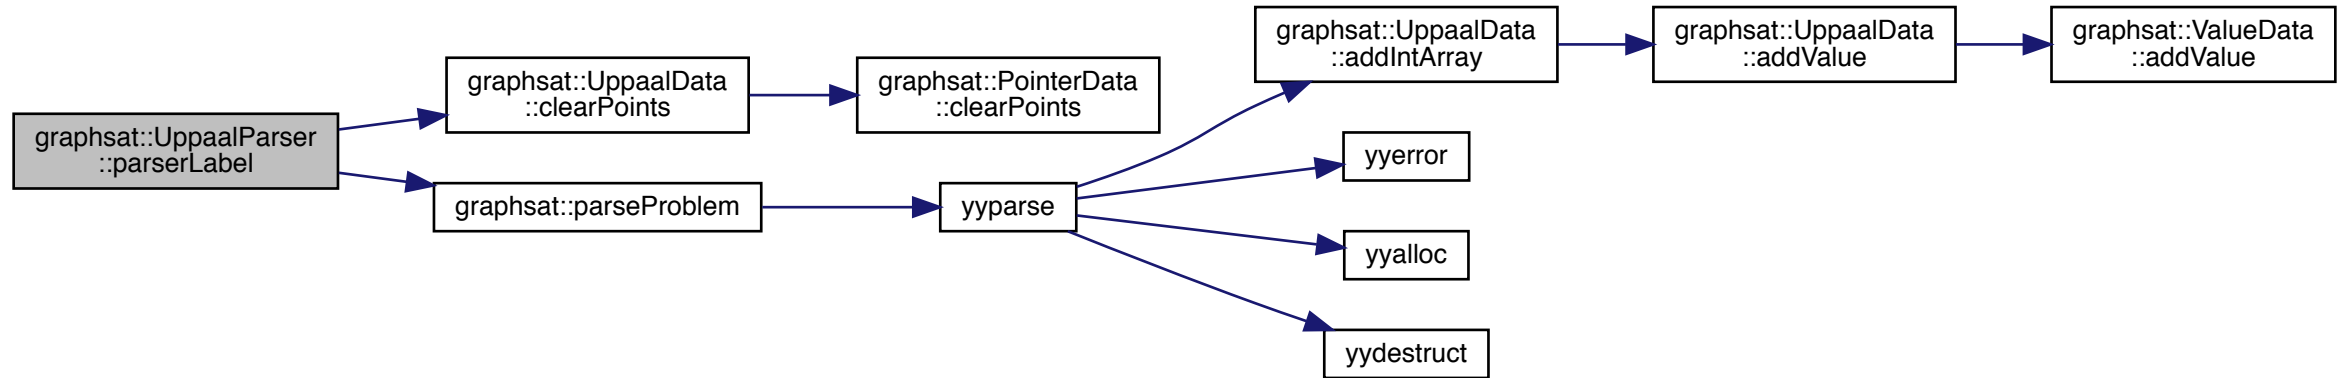 graphsat::UppaalParser
::parserLabel
graphsat::UppaalData
::clearPoints
graphsat::PointerData
::clearPoints
graphsat::parseProblem
yyparse
graphsat::UppaalData
::addIntArray
graphsat::UppaalData
::addValue
graphsat::ValueData
::addValue
yyerror
yyalloc
yydestruct